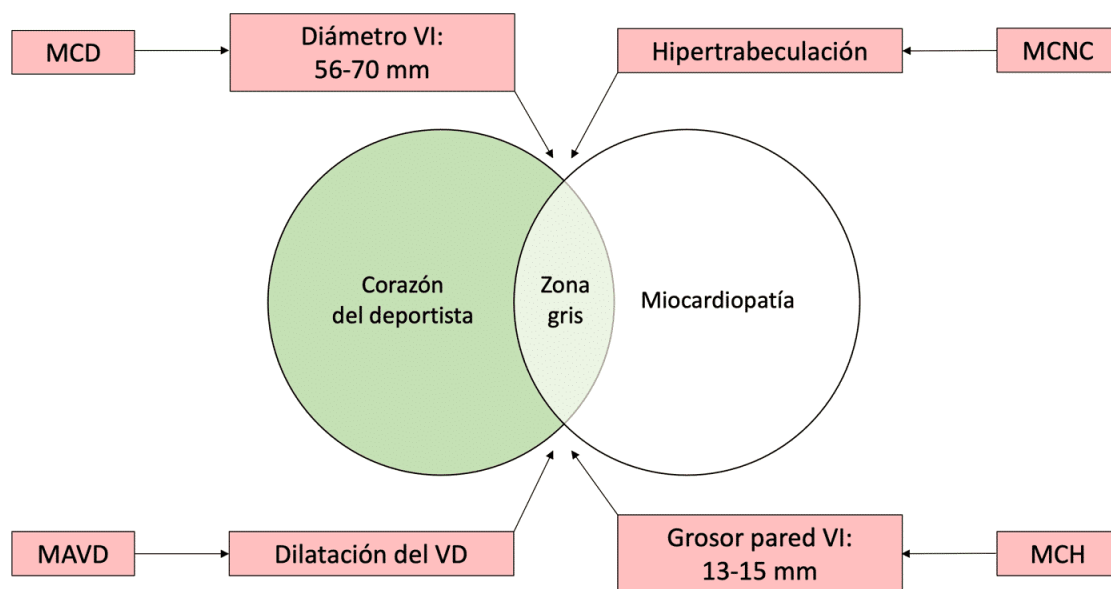 MCD
Diámetro VI:
56-70 mm
Hipertrabeculación
MCNC
Corazón
del deportista
Zona
gris
Miocardiopatía
MAVD
Dilatación del VD
Grosor pared VI:
13-15 mm
MCH